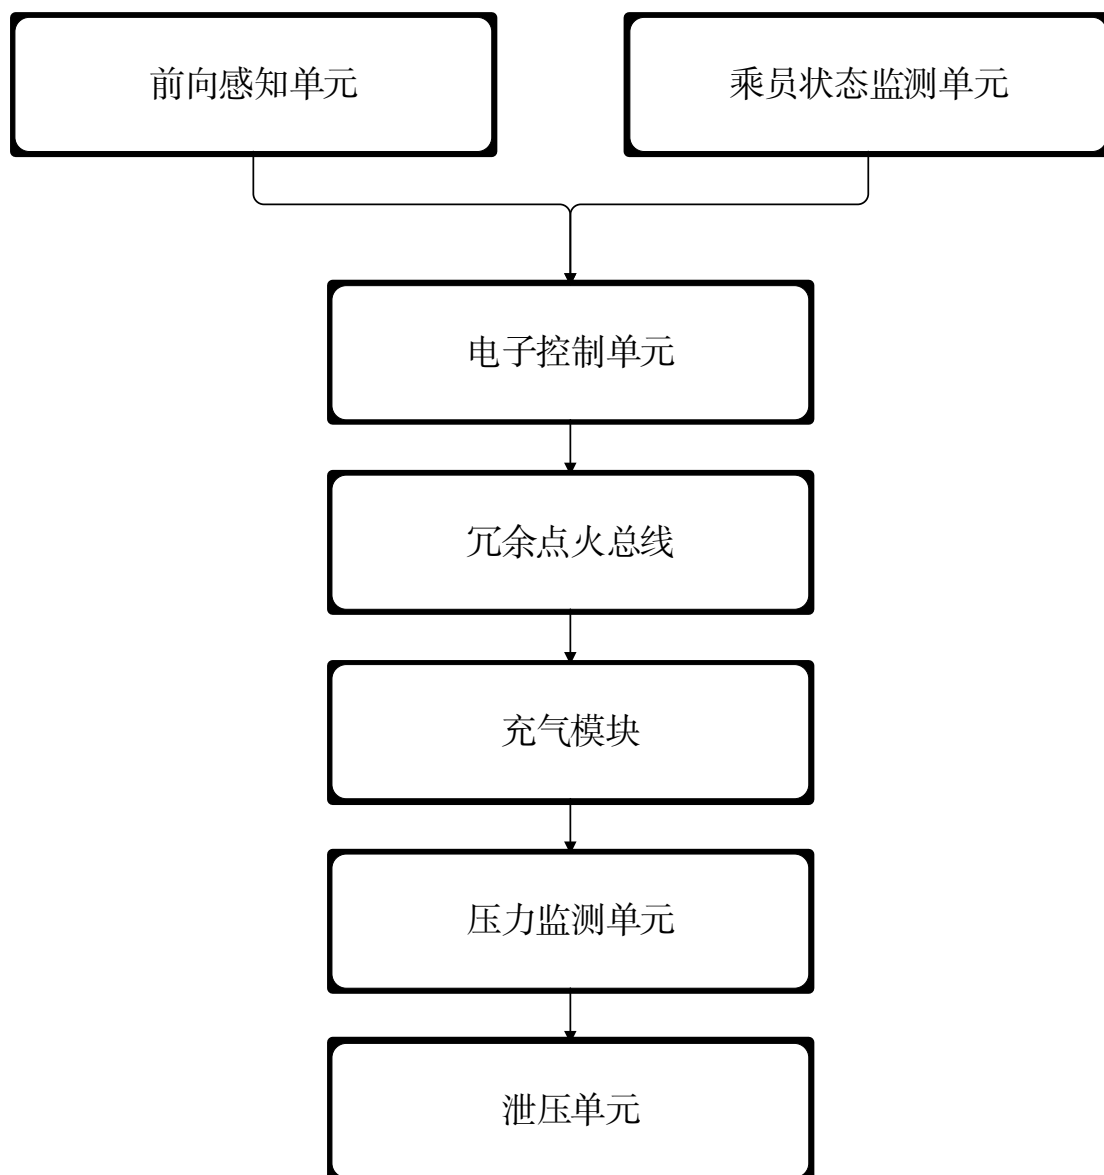 前向感知单元
乘员状态监测单元
电子控制单元
冗余点火总线
充气模块
压力监测单元
泄压单元